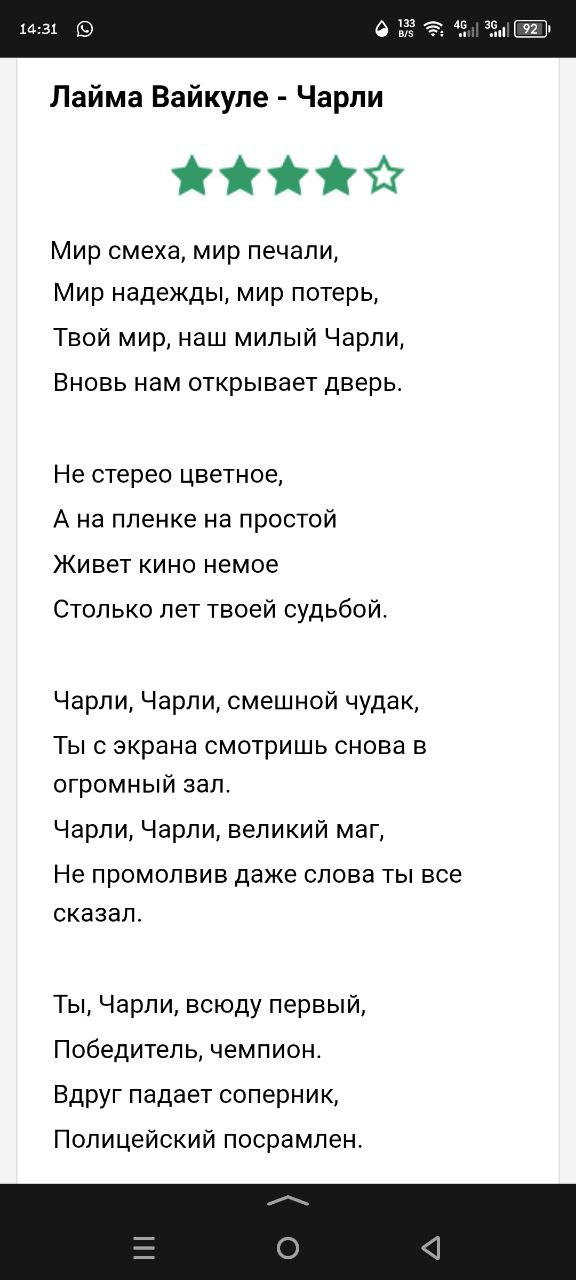 14:31
133
B/S
4G
3G
92
Лайма Вайкуле - Чарли
Мир смеха, мир печали,
Мир надежды, мир потерь,
Твой мир, наш милый Чарли,
Вновь нам открывает дверь.
Не стерео цветное,
А на пленке на простой
Живет кино немое
Столько лет твоей судьбой.
Чарли, Чарли, смешной чудак,
Ты с экрана смотришь снова в
огромный зал.
Чарли, Чарли, великий маг,
Не промолвив даже слова ты все
сказал.
Ты, Чарли, всюду первый,
Победитель, чемпион.
Вдруг падает соперник,
Полицейский посрамлен.